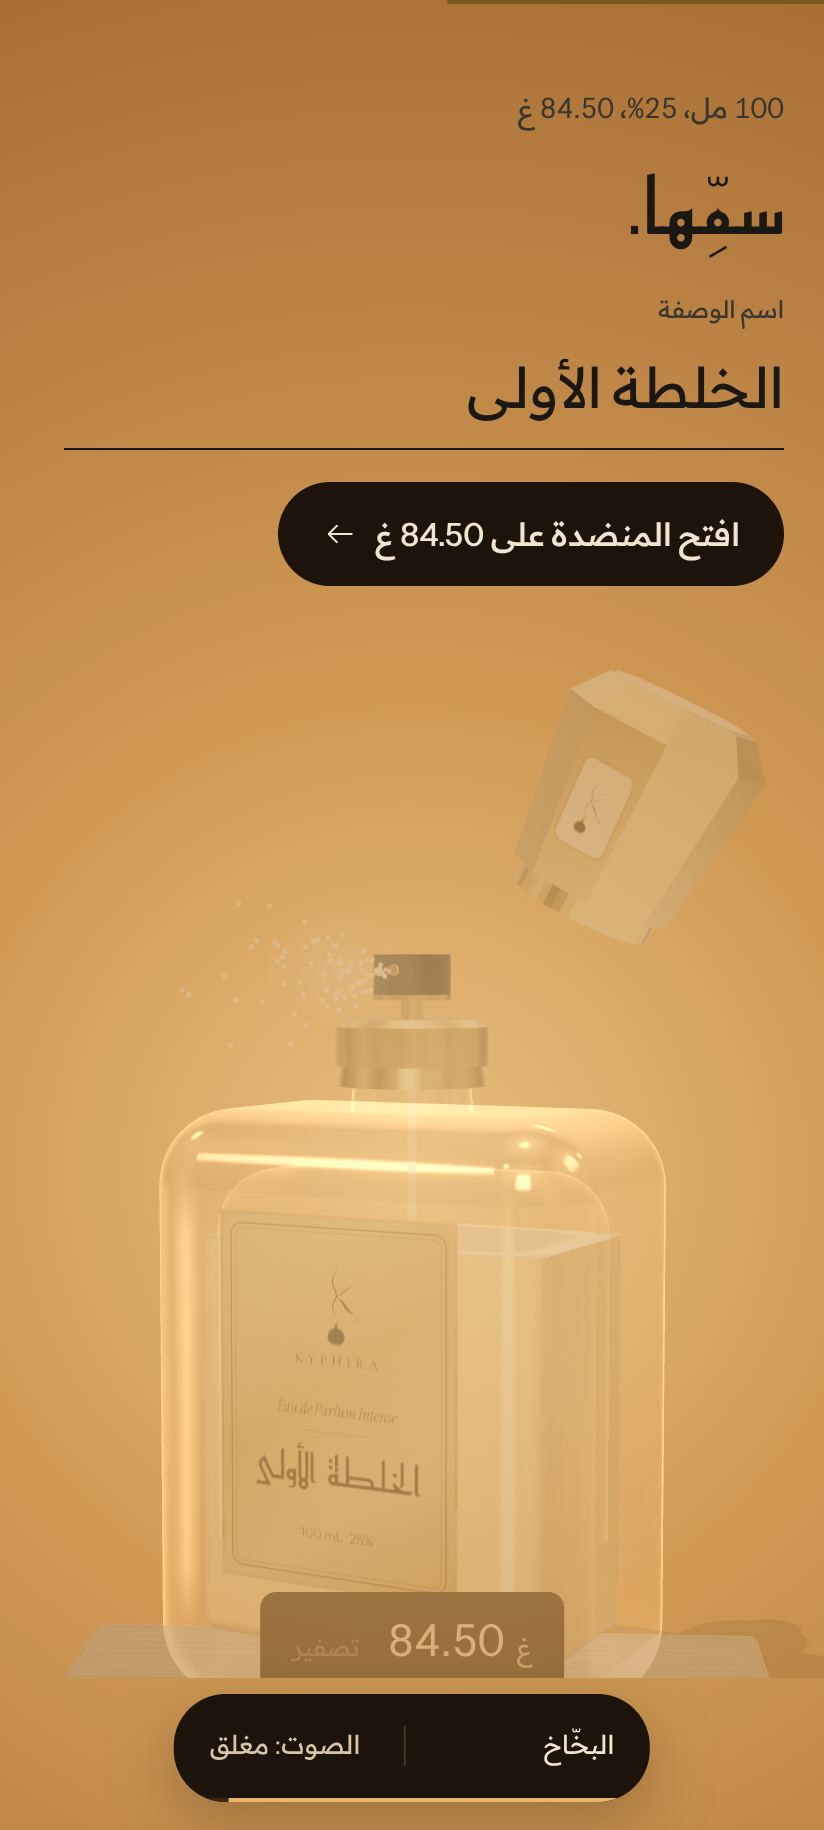 100 مل، 25%، 84.50 غ
سمِّها.
اسم الوصفة
الخلطة الأولى
افتح المنضدة على 84.50 غ ←
KYPHIRA
Eau de Parfum Intense
الخلطة الأولى
100 mL · 25%
غ 84.50 تصفير
البخّاخ
الصوت: مغلق